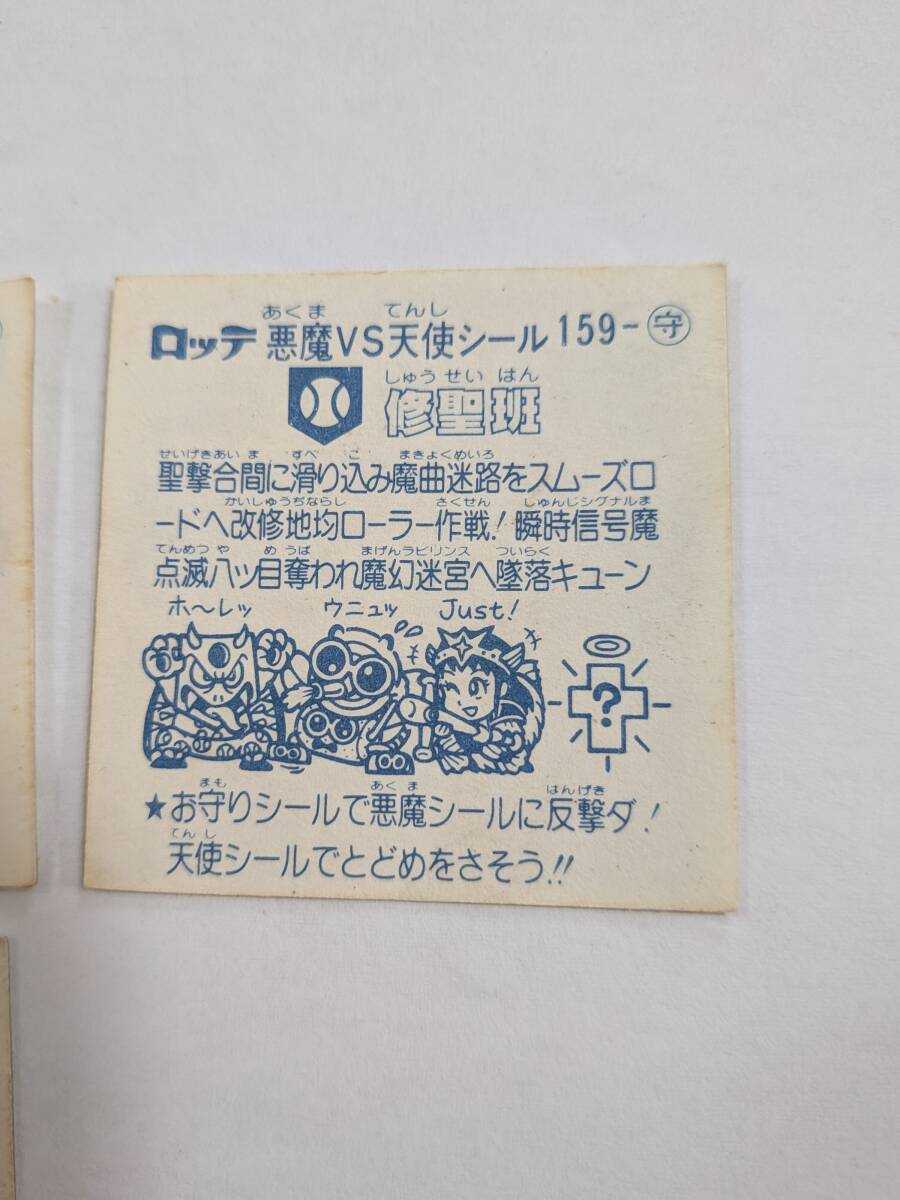 あくま てんし
ロッテ 悪魔VS天使シール 159-守
しゅう せい はん
修聖班
せいげきあい ま すべ こ まきょくめいろ
聖撃合間に滑り込み魔曲迷路をスムーズロ
かいしゅうぢならし さくせん しゅんじシグナルま
ードへ改修地均ローラー作戦!瞬時信号魔
てんめつ や め うば まげんラビリンス ついらく
点滅八ッ目奪われ魔幻迷宮へ墜落キューン
ホ〜レッ ウニュッ Just!
?
まも あく ま はんげき
★お守りシールで悪魔シールに反撃ダ!
てん し
天使シールでとどめをさそう!!